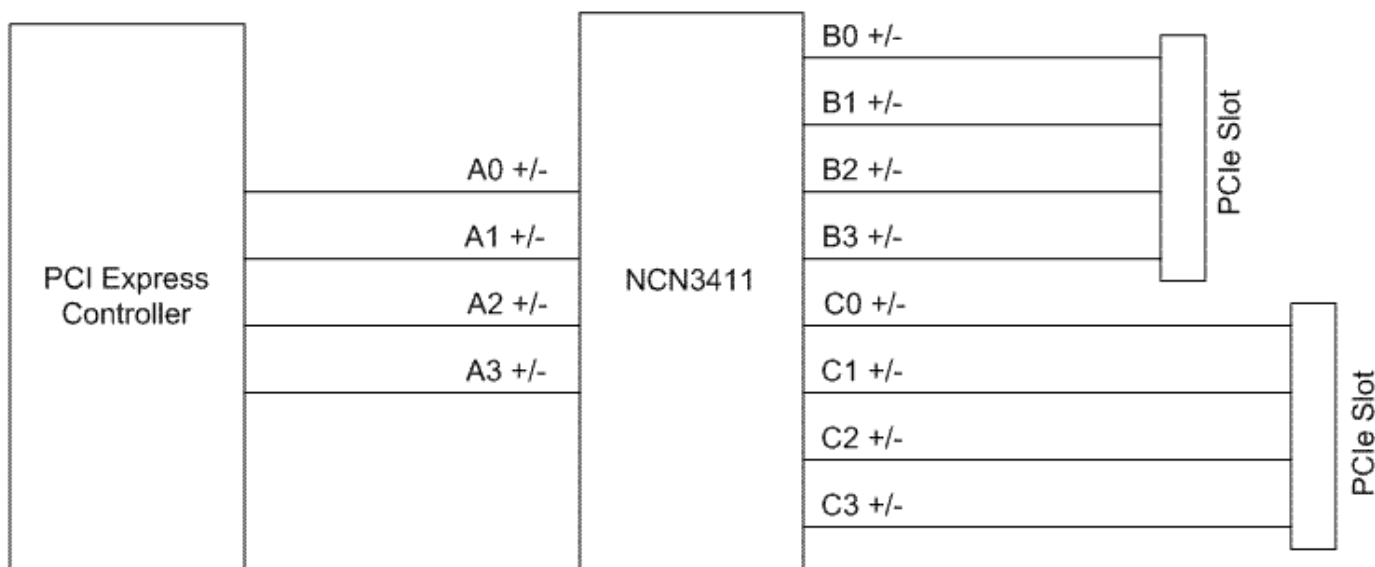 PCI Express
Controller
A0 +/-
A1 +/-
A2 +/-
A3 +/-
NCN3411
B0 +/-
B1 +/-
B2 +/-
B3 +/-
C0 +/-
C1 +/-
C2 +/-
C3 +/-
PCIe Slot
PCIe Slot